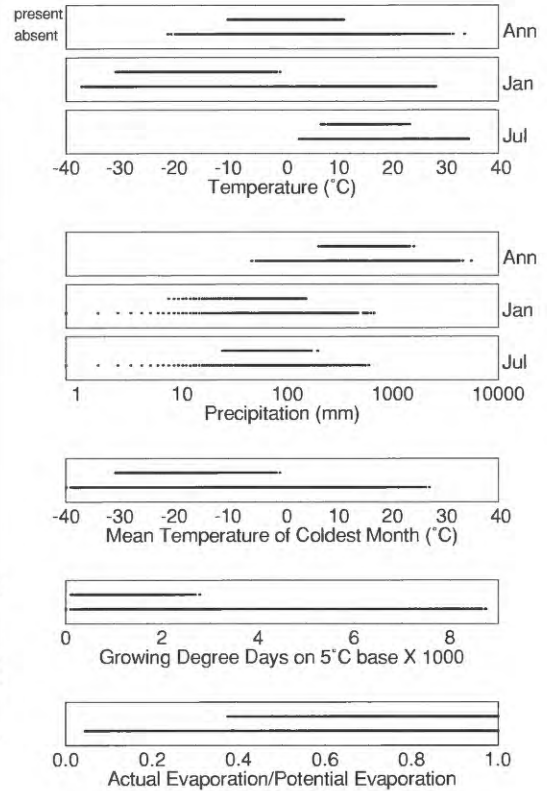 present
absent
Ann
Jan
Jul
-40 -30 -20 -10 0 10 20 30 40
Temperature (˚C)
Ann
Jan
Jul
1 10 100 1000 10000
Precipitation (mm)
-40 -30 -20 -10 0 10 20 30 40
Mean Temperature of Coldest Month (˚C)
0 2 4 6 8
Growing Degree Days on 5˚C base X 1000
0.0 0.2 0.4 0.6 0.8 1.0
Actual Evaporation/Potential Evaporation